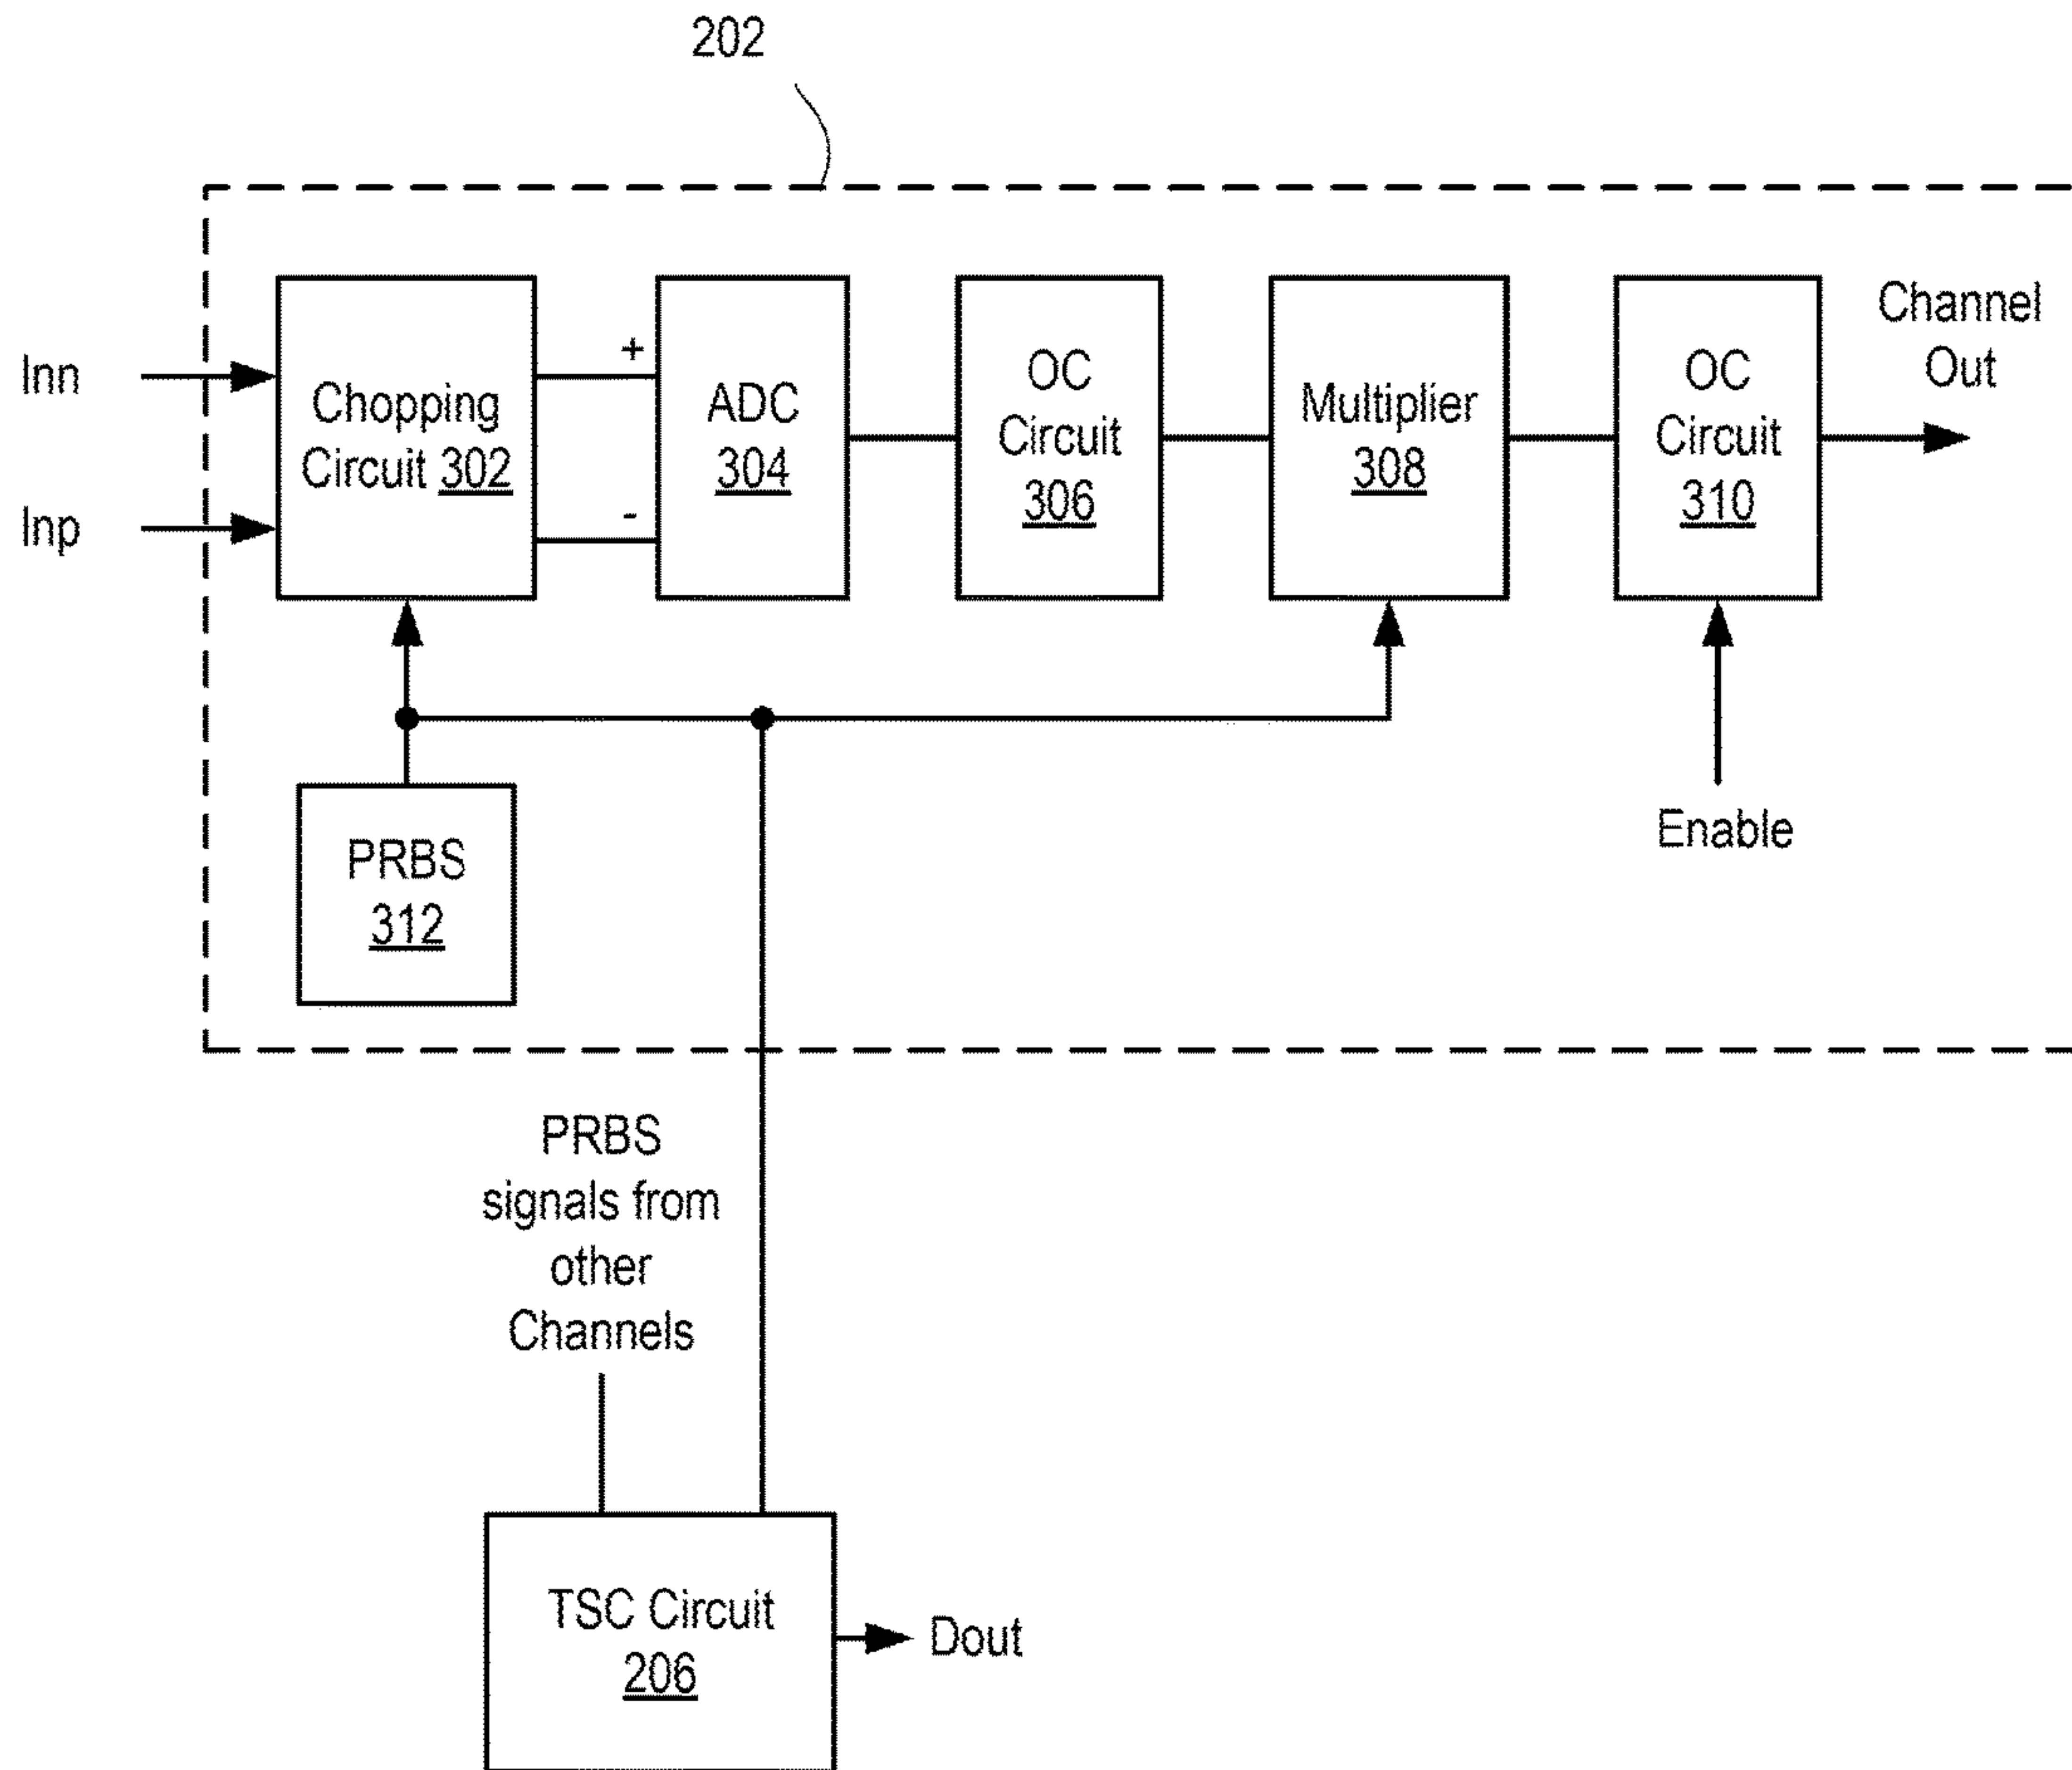 202
Inn
Inp
Chopping
Circuit 302
+
-
ADC
304
OC
Circuit
306
Multiplier
308
OC
Circuit
310
Channel
Out
Enable
PRBS
312
PRBS
signals from
other
Channels
TSC Circuit
206
Dout